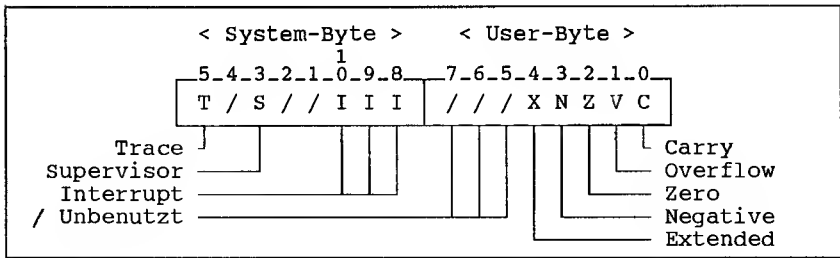 < System-Byte > < User-Byte >
1
5-4-3-2-1-0-9-8 7-6-5-4-3-2-1-0
T / S / / I I I / / / X N Z V C
Trace Carry
Supervisor Overflow
Interrupt Zero
/ Unbenutzt Negative
Extended